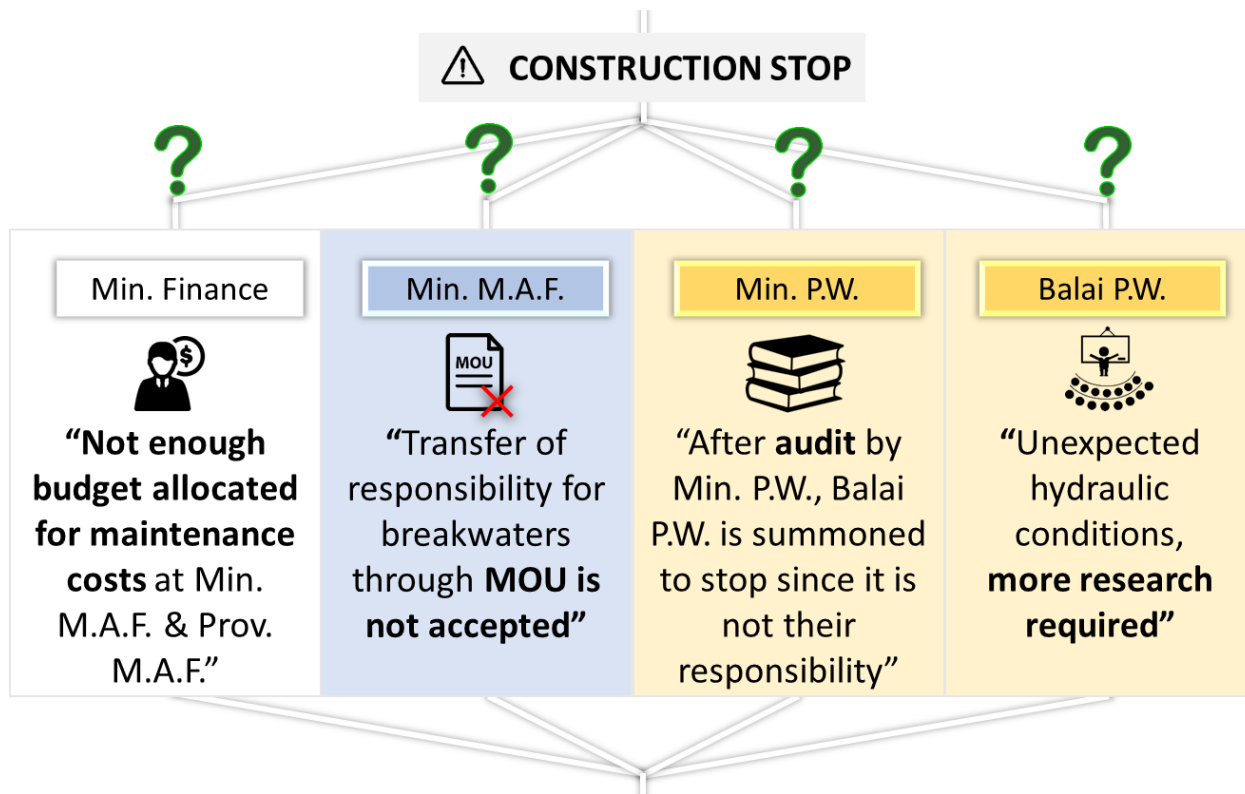 CONSTRUCTION STOP
? ? ? ?
Min. Finance
“Not enough
budget allocated
for maintenance
costs at Min.
M.A.F. & Prov.
M.A.F.”
Min. M.A.F.
MOU
“Transfer of
responsibility for
breakwaters
through MOU is
not accepted”
Min. P.W.
“After audit by
Min. P.W., Balai
P.W. is summoned
to stop since it is
not their
responsibility”
Balai P.W.
“Unexpected
hydraulic
conditions,
more research
required”